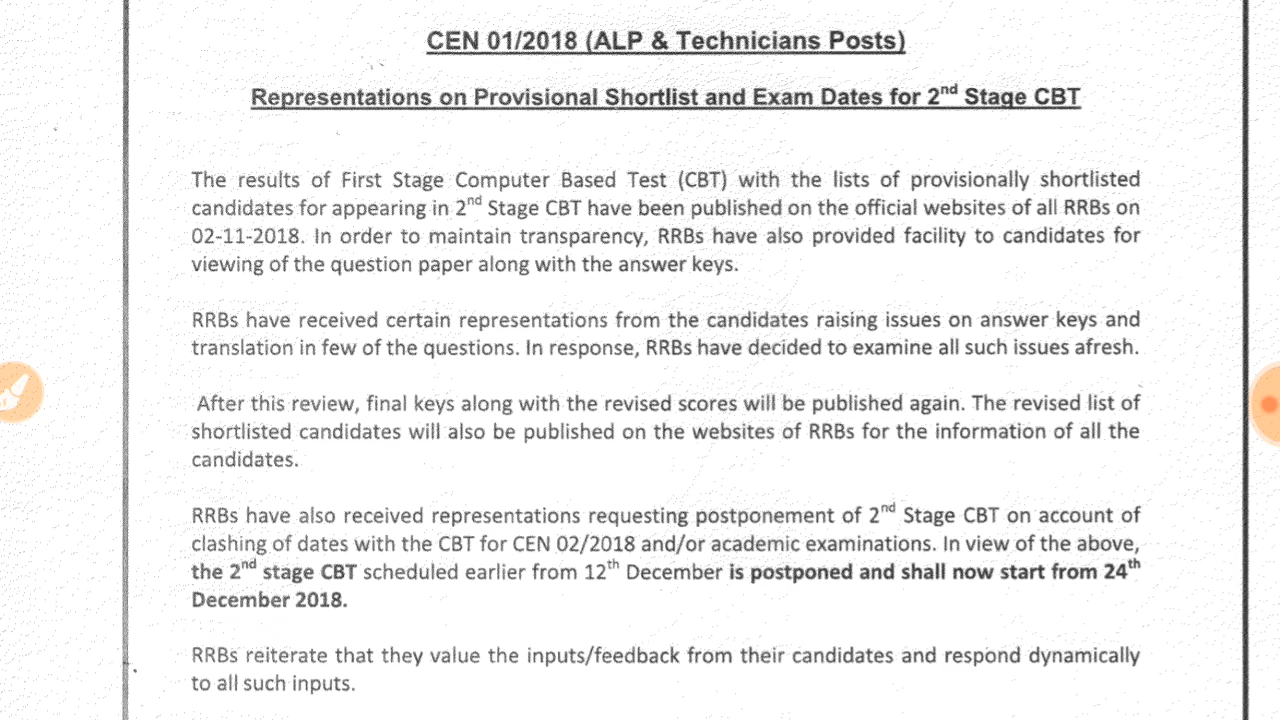 CEN 01/2018 (ALP & Technicians Posts)
Representations on Provisional Shortlist and Exam Dates for 2nd Stage CBT
The results of First Stage Computer Based Test (CBT) with the lists of provisionally shortlisted
candidates for appearing in 2nd Stage CBT have been published on the official websites of all RRBs on
02-11-2018. In order to maintain transparency, RRBs have also provided facility to candidates for
viewing of the question paper along with the answer keys.
RRBs have received certain representations from the candidates raising issues on answer keys and
translation in few of the questions. In response, RRBs have decided to examine all such issues afresh.
After this review, final keys along with the revised scores will be published again. The revised list of
shortlisted candidates will also be published on the websites of RRBs for the information of all the
candidates.
RRBs have also received representations requesting postponement of 2nd Stage CBT on account of
clashing of dates with the CBT for CEN 02/2018 and/or academic examinations. In view of the above,
the 2nd stage CBT scheduled earlier from 12th December is postponed and shall now start from 24th
December 2018.
RRBs reiterate that they value the inputs/feedback from their candidates and respond dynamically
to all such inputs.